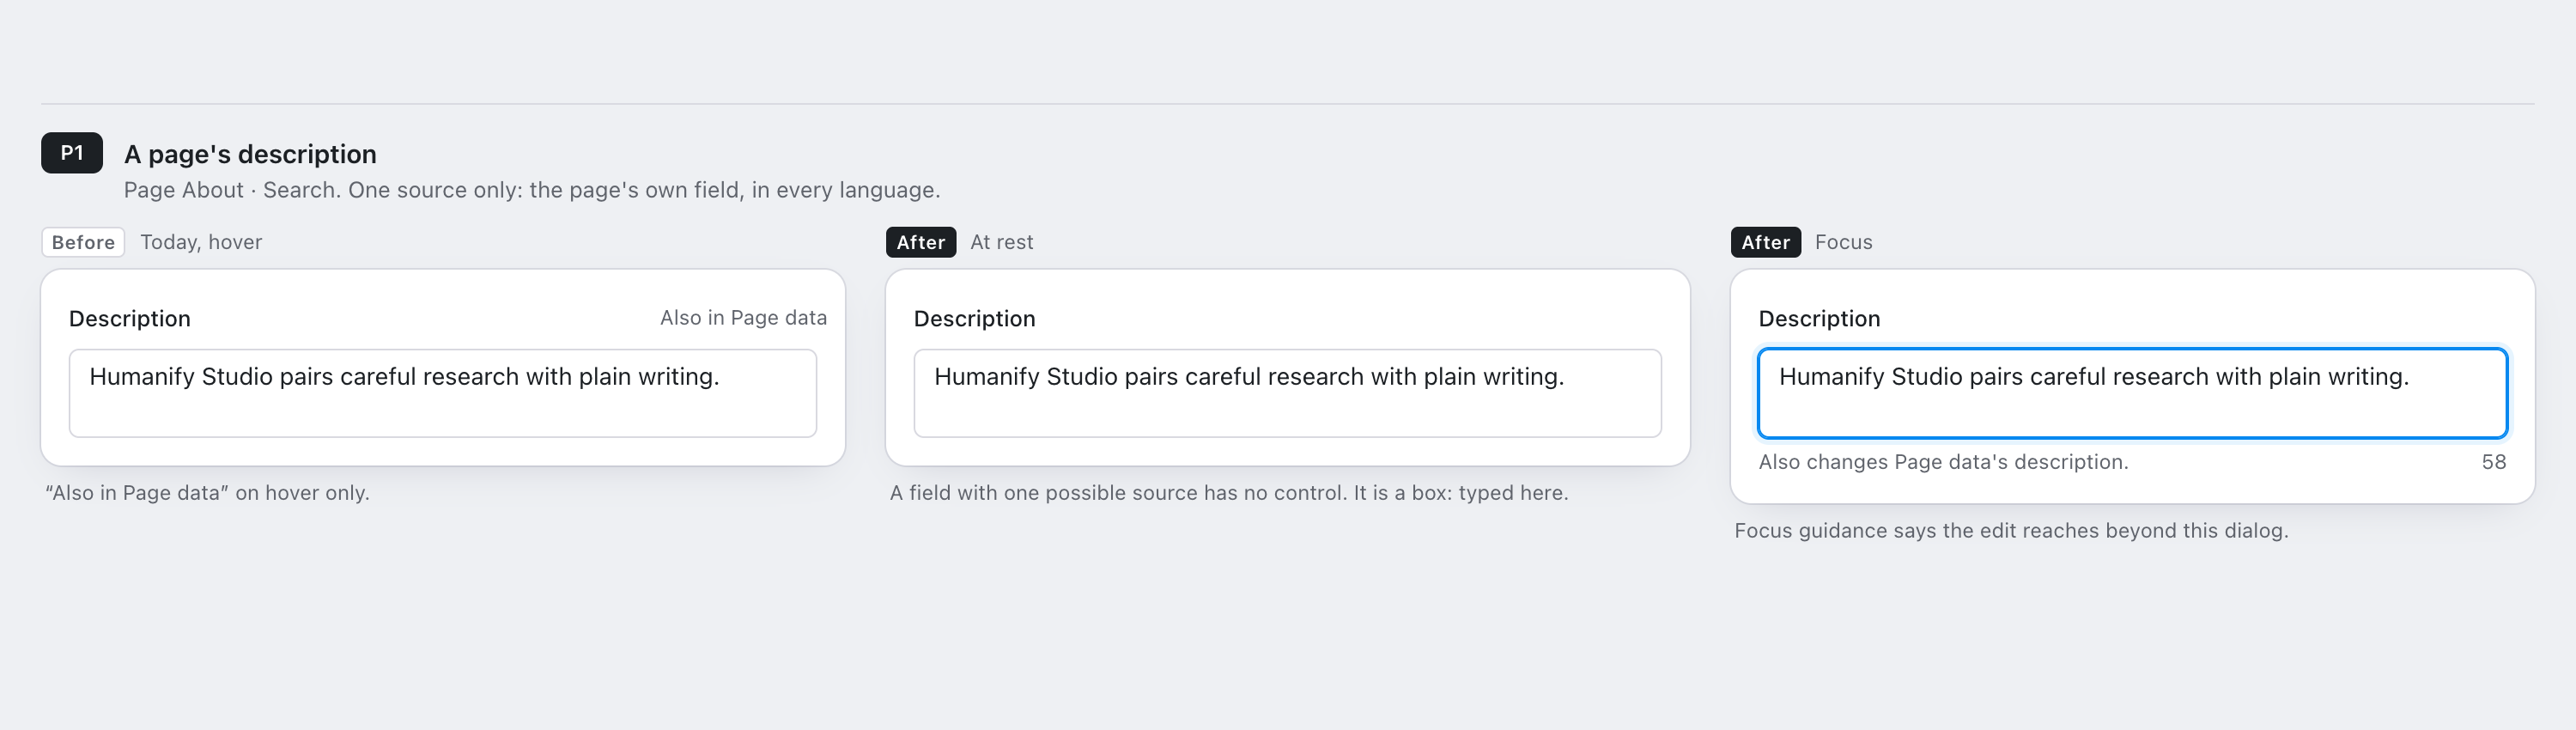 P1 A page's description
Page About · Search. One source only: the page's own field, in every language.
Before Today, hover
Description Also in Page data
Humanify Studio pairs careful research with plain writing.
“Also in Page data” on hover only.
After At rest
Description
Humanify Studio pairs careful research with plain writing.
A field with one possible source has no control. It is a box: typed here.
After Focus
Description
Humanify Studio pairs careful research with plain writing.
Also changes Page data's description. 58
Focus guidance says the edit reaches beyond this dialog.